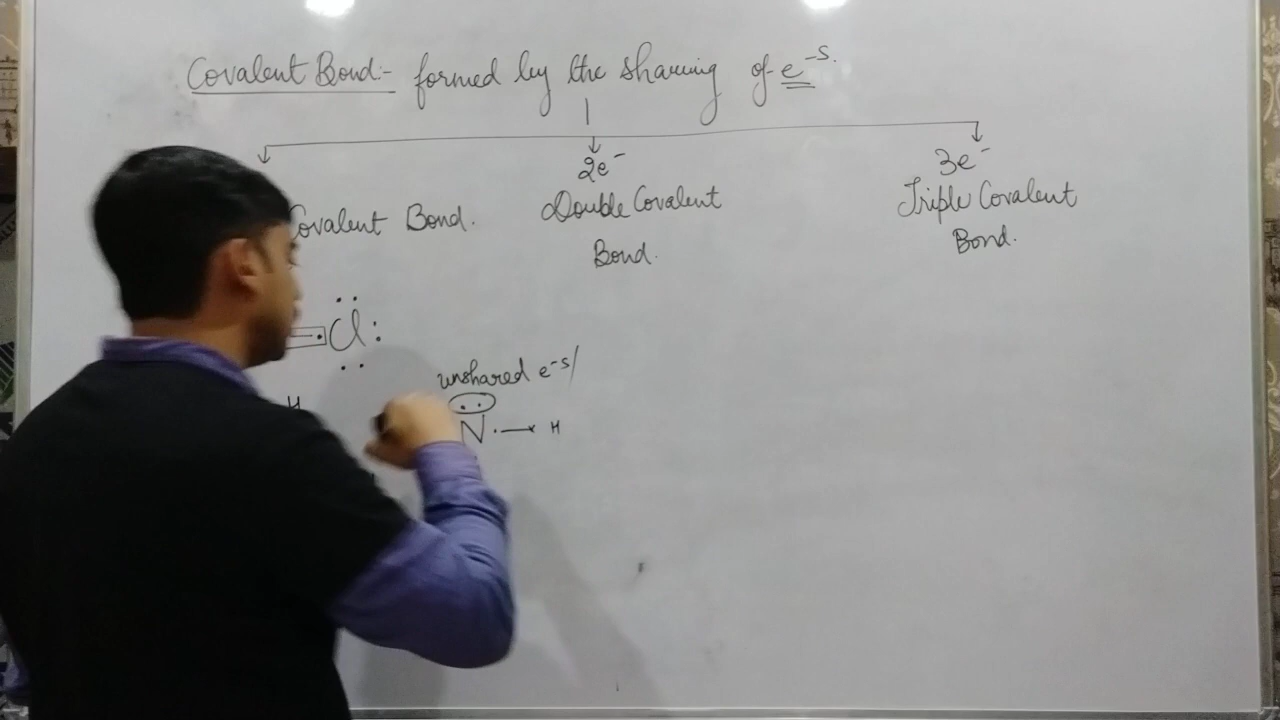 Covalent Bond:- formed by the sharing of e⁻s.
2e⁻
3e⁻
Covalent Bond.
Double Covalent
Bond.
Triple Covalent
Bond.
Cl
unshared e⁻s/
H
N
H